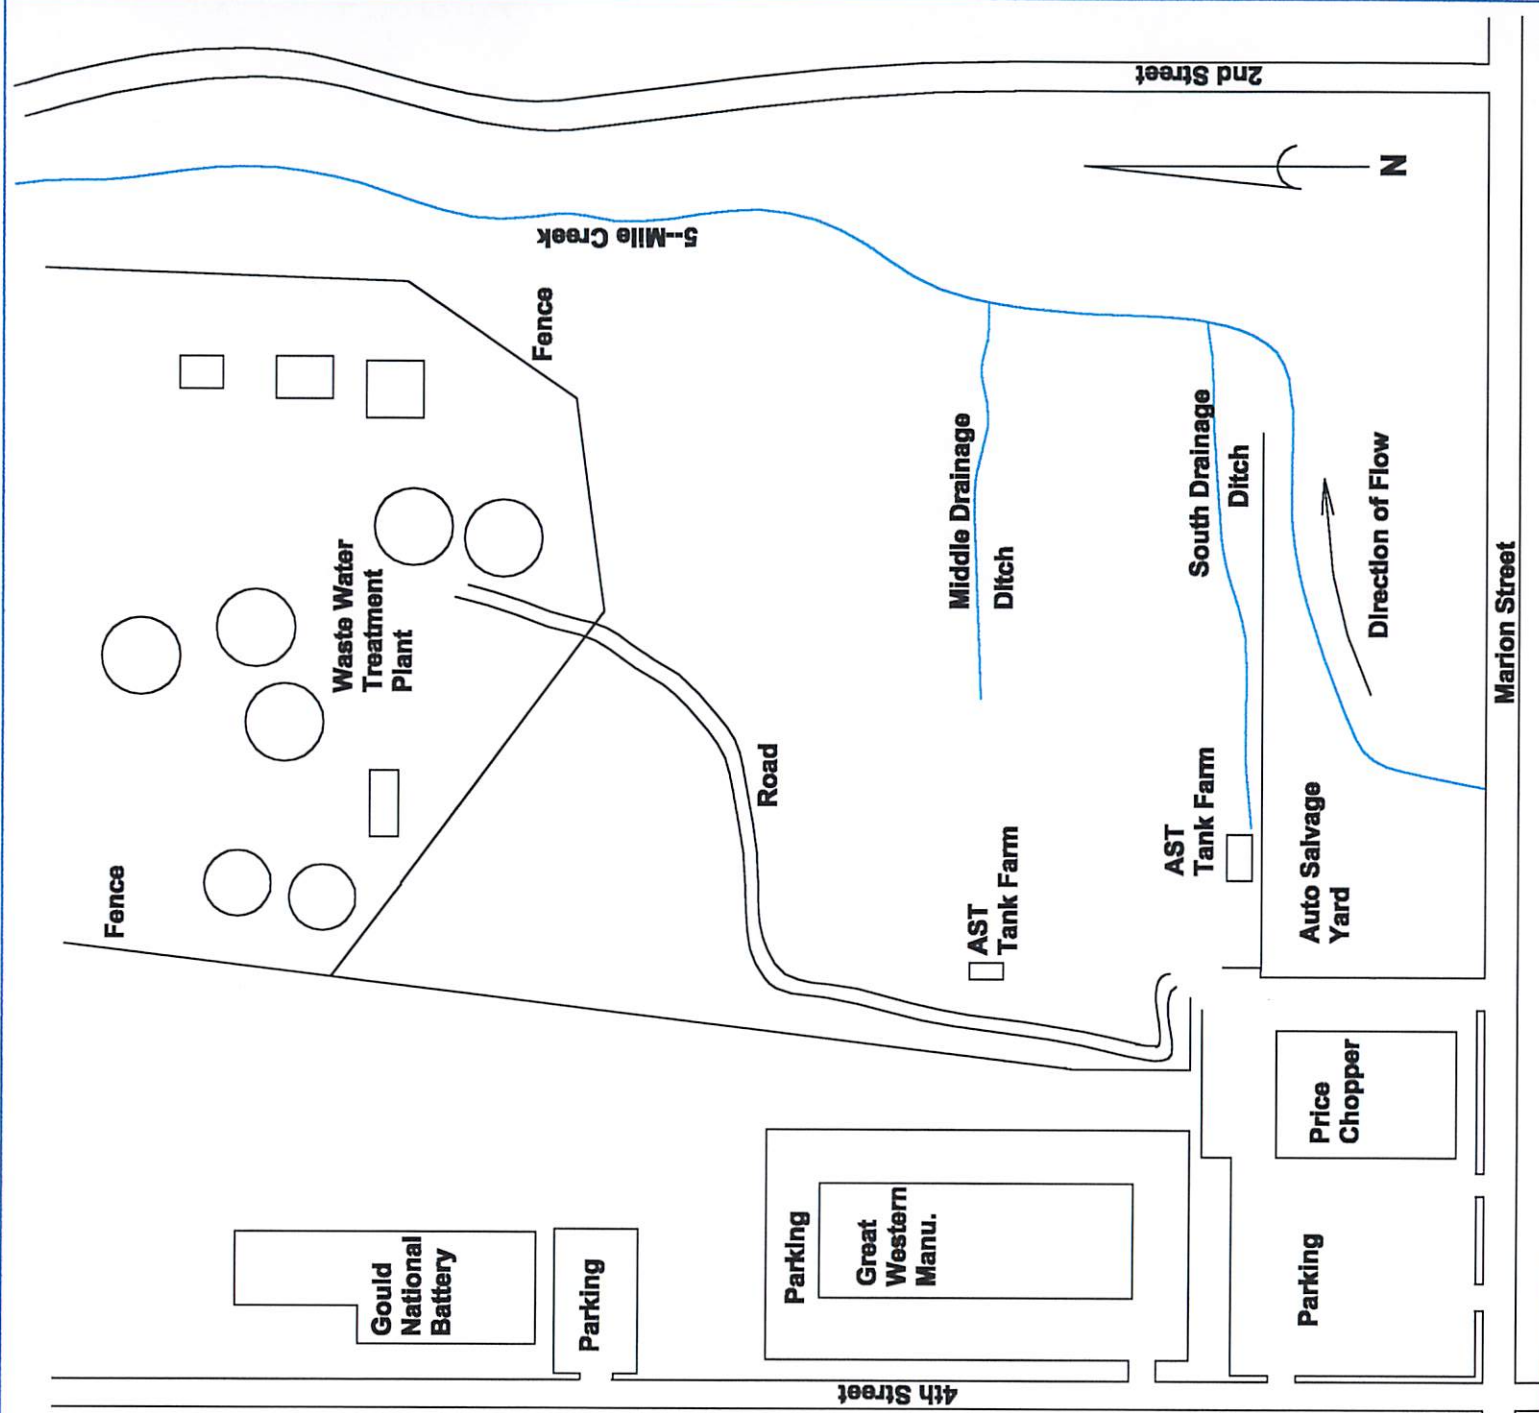 2nd Street
N
5--Mile Creek
Fence
Waste Water
Treatment
Plant
Fence
Road
Middle Drainage
Ditch
South Drainage
Ditch
Direction of Flow
Marion Street
AST
Tank Farm
AST
Tank Farm
Auto Salvage
Yard
Price
Chopper
Parking
Great
Western
Manu.
Parking
Gould
National
Battery
Parking
4th Street